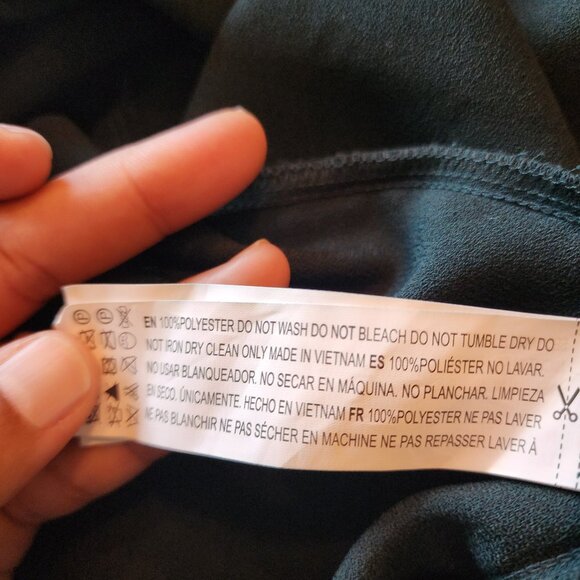 EN 100%POLYESTER DO NOT WASH DO NOT BLEACH DO NOT TUMBLE DRY DO
NOT IRON DRY CLEAN ONLY MADE IN VIETNAM ES 100%POLIÉSTER NO LAVAR.
NO USAR BLANQUEADOR. NO SECAR EN MÁQUINA. NO PLANCHAR. LIMPIEZA
EN SECO. ÚNICAMENTE. HECHO EN VIETNAM FR 100%POLYESTER NE PAS LAVER
NE PAS BLANCHIR NE PAS SÉCHER EN MACHINE NE PAS REPASSER LAVER À